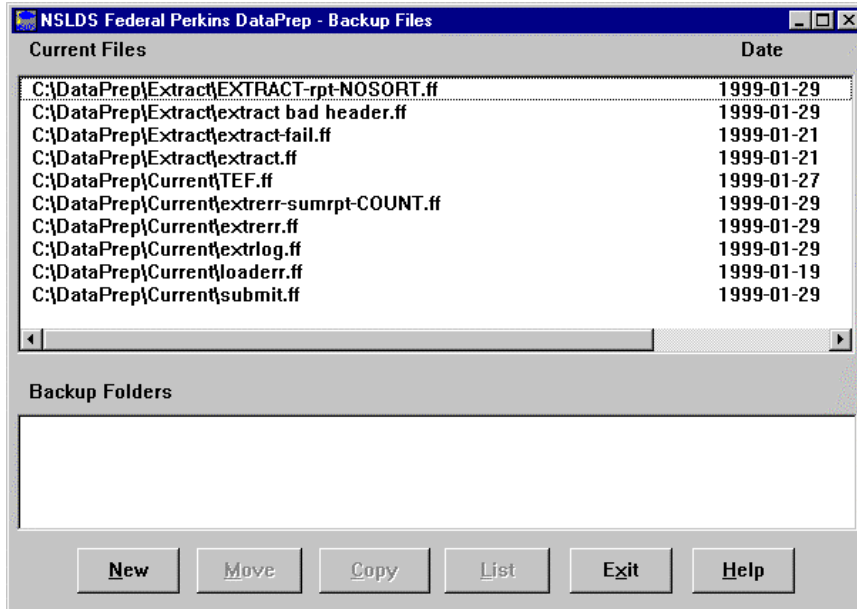 NSLDS Federal Perkins DataPrep - Backup Files
Current Files Date
C:\DataPrep\Extract\EXTRACT-rpt-NOSORT.ff 1999-01-29
C:\DataPrep\Extract\extract bad header.ff 1999-01-29
C:\DataPrep\Extract\extract-fail.ff 1999-01-21
C:\DataPrep\Extract\extract.ff 1999-01-21
C:\DataPrep\Current\TEF.ff 1999-01-27
C:\DataPrep\Current\extrerr-sumrpt-COUNT.ff 1999-01-29
C:\DataPrep\Current\extrerr.ff 1999-01-29
C:\DataPrep\Current\extrlog.ff 1999-01-29
C:\DataPrep\Current\loaderr.ff 1999-01-19
C:\DataPrep\Current\submit.ff 1999-01-29
Backup Folders
New Move Copy List Exit Help